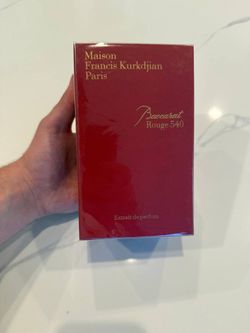 Maison
Francis Kurkdjian
Paris
Baccarat
Rouge 540
Extrait de parfum